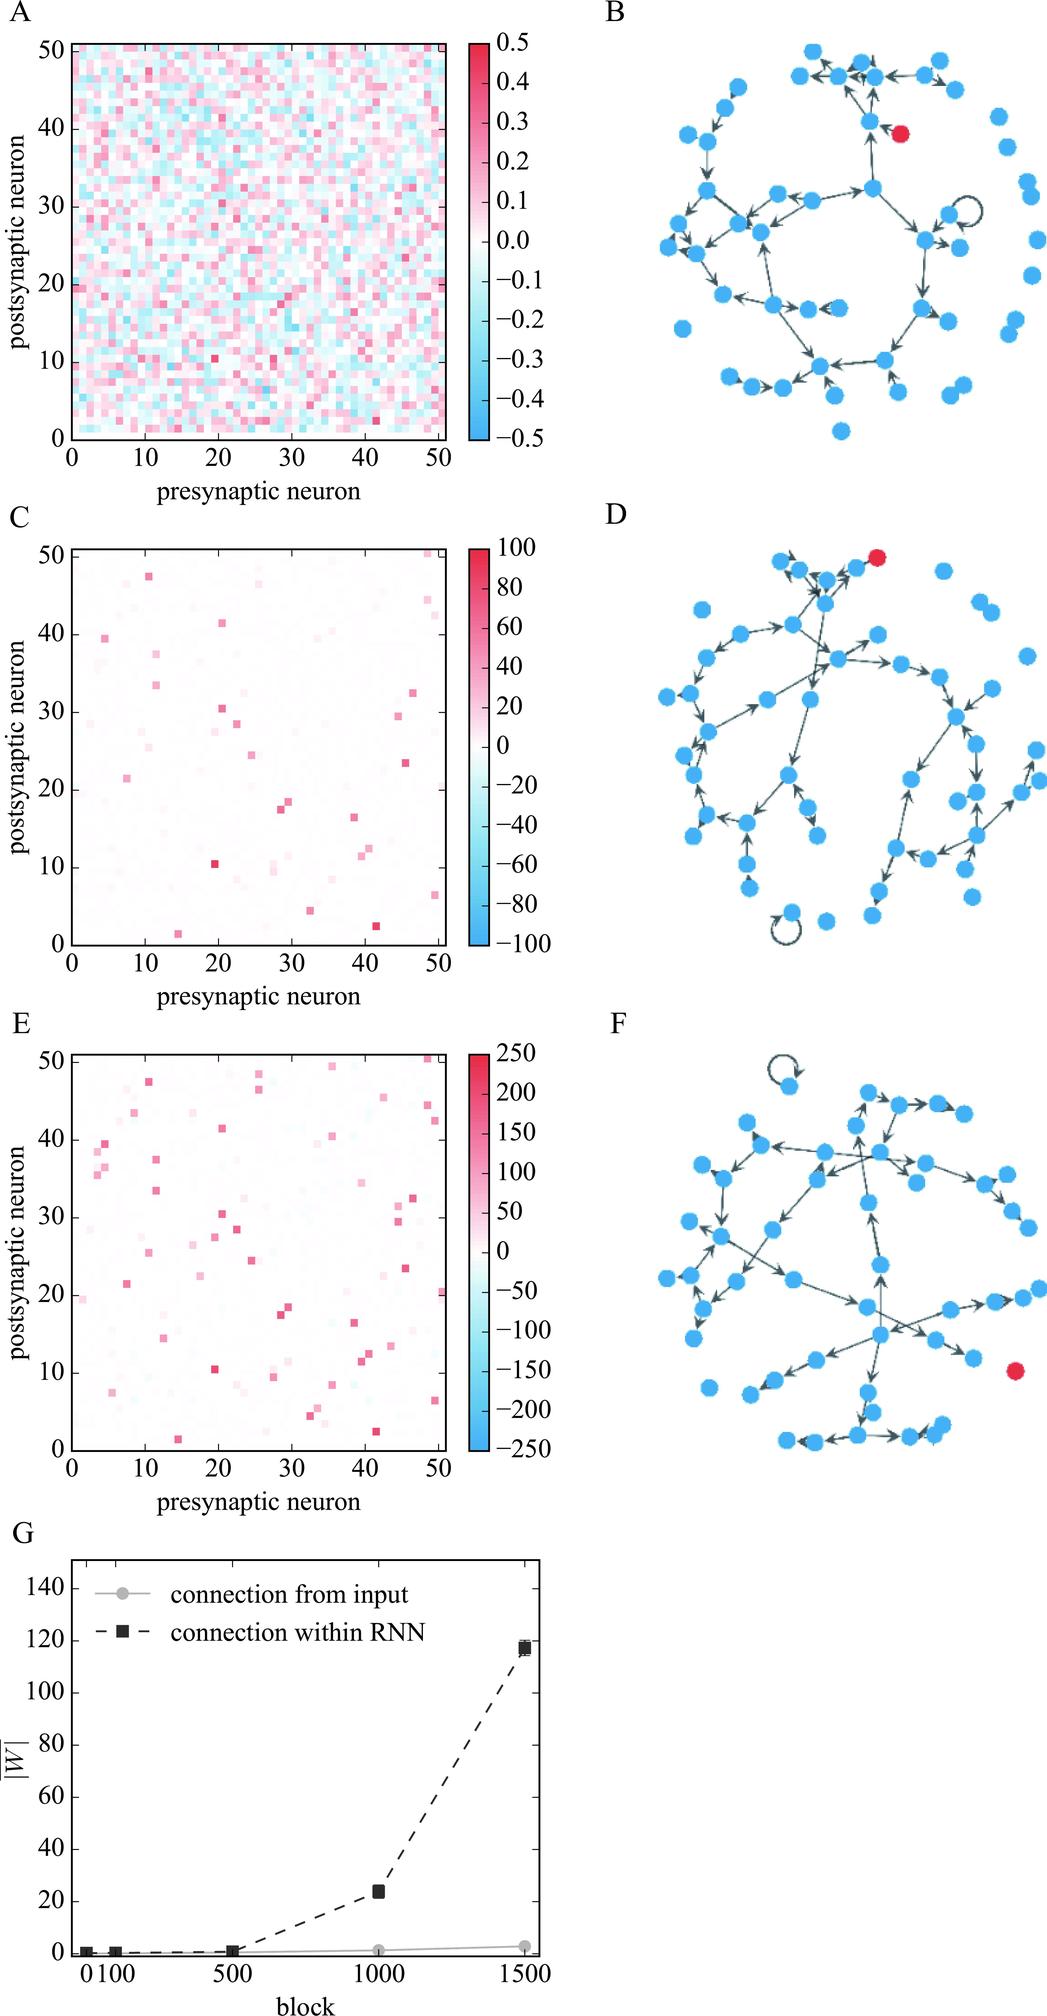 A
B
50
40
30
20
10
0
postsynaptic neuron
0 10 20 30 40 50
presynaptic neuron
0.5
0.4
0.3
0.2
0.1
0.0
−0.1
−0.2
−0.3
−0.4
−0.5
C
D
50
40
30
20
10
0
postsynaptic neuron
0 10 20 30 40 50
presynaptic neuron
100
80
60
40
20
0
−20
−40
−60
−80
−100
E
F
50
40
30
20
10
0
postsynaptic neuron
0 10 20 30 40 50
presynaptic neuron
250
200
150
100
50
0
−50
−100
−150
−200
−250
G
140
120
100
80
60
40
20
0
|W|
connection from input
connection within RNN
0 100 500 1000 1500
block